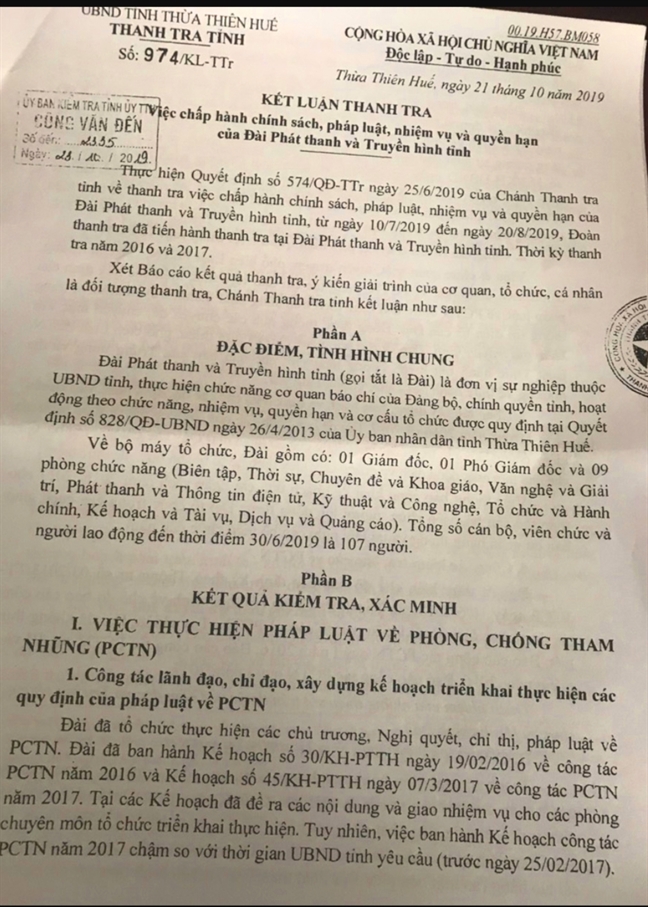 UBND TỈNH THỪA THIÊN HUẾ
THANH TRA TỈNH
Số: 974/KL-TTr
00.19.H57.BM058
CỘNG HÒA XÃ HỘI CHỦ NGHĨA VIỆT NAM
Độc lập - Tự do - Hạnh phúc
Thừa Thiên Huế, ngày 21 tháng 10 năm 2019
ỦY BAN KIỂM TRA TỈNH ỦY TT
CÔNG VĂN ĐẾN
Số đến: 2335
Ngày: 23 / 10 / 2019
KẾT LUẬN THANH TRA
Việc chấp hành chính sách, pháp luật, nhiệm vụ và quyền hạn
của Đài Phát thanh và Truyền hình tỉnh
Thực hiện Quyết định số 574/QĐ-TTr ngày 25/6/2019 của Chánh Thanh tra
tỉnh về thanh tra việc chấp hành chính sách, pháp luật, nhiệm vụ và quyền hạn của
Đài Phát thanh và Truyền hình tỉnh, từ ngày 10/7/2019 đến ngày 20/8/2019, Đoàn
thanh tra đã tiến hành thanh tra tại Đài Phát thanh và Truyền hình tỉnh. Thời kỳ thanh
tra năm 2016 và 2017.
Xét Báo cáo kết quả thanh tra, ý kiến giải trình của cơ quan, tổ chức, cá nhân
là đối tượng thanh tra, Chánh Thanh tra tỉnh kết luận như sau:
Phần A
ĐẶC ĐIỂM, TÌNH HÌNH CHUNG
Đài Phát thanh và Truyền hình tỉnh (gọi tắt là Đài) là đơn vị sự nghiệp thuộc
UBND tỉnh, thực hiện chức năng cơ quan báo chí của Đảng bộ, chính quyền tỉnh, hoạt
động theo chức năng, nhiệm vụ, quyền hạn và cơ cấu tổ chức được quy định tại Quyết
định số 828/QĐ-UBND ngày 26/4/2013 của Ủy ban nhân dân tỉnh Thừa Thiên Huế.
Về bộ máy tổ chức, Đài gồm có: 01 Giám đốc, 01 Phó Giám đốc và 09
phòng chức năng (Biên tập, Thời sự, Chuyên đề và Khoa giáo, Văn nghệ và Giải
trí, Phát thanh và Thông tin điện tử, Kỹ thuật và Công nghệ, Tổ chức và Hành
chính, Kế hoạch và Tài vụ, Dịch vụ và Quảng cáo). Tổng số cán bộ, viên chức và
người lao động đến thời điểm 30/6/2019 là 107 người.
Phần B
KẾT QUẢ KIỂM TRA, XÁC MINH
I. VIỆC THỰC HIỆN PHÁP LUẬT VỀ PHÒNG, CHỐNG THAM
NHŨNG (PCTN)
1. Công tác lãnh đạo, chỉ đạo, xây dựng kế hoạch triển khai thực hiện các
quy định của pháp luật về PCTN
Đài đã tổ chức thực hiện các chủ trương, Nghị quyết, chỉ thị, pháp luật về
PCTN. Đài đã ban hành Kế hoạch số 30/KH-PTTH ngày 19/02/2016 về công tác
PCTN năm 2016 và Kế hoạch số 45/KH-PTTH ngày 07/3/2017 về công tác PCTN
năm 2017. Tại các Kế hoạch đã đề ra các nội dung và giao nhiệm vụ cho các phòng
chuyên môn tổ chức triển khai thực hiện. Tuy nhiên, việc ban hành Kế hoạch công tác
PCTN năm 2017 chậm so với thời gian UBND tỉnh yêu cầu (trước ngày 25/02/2017).